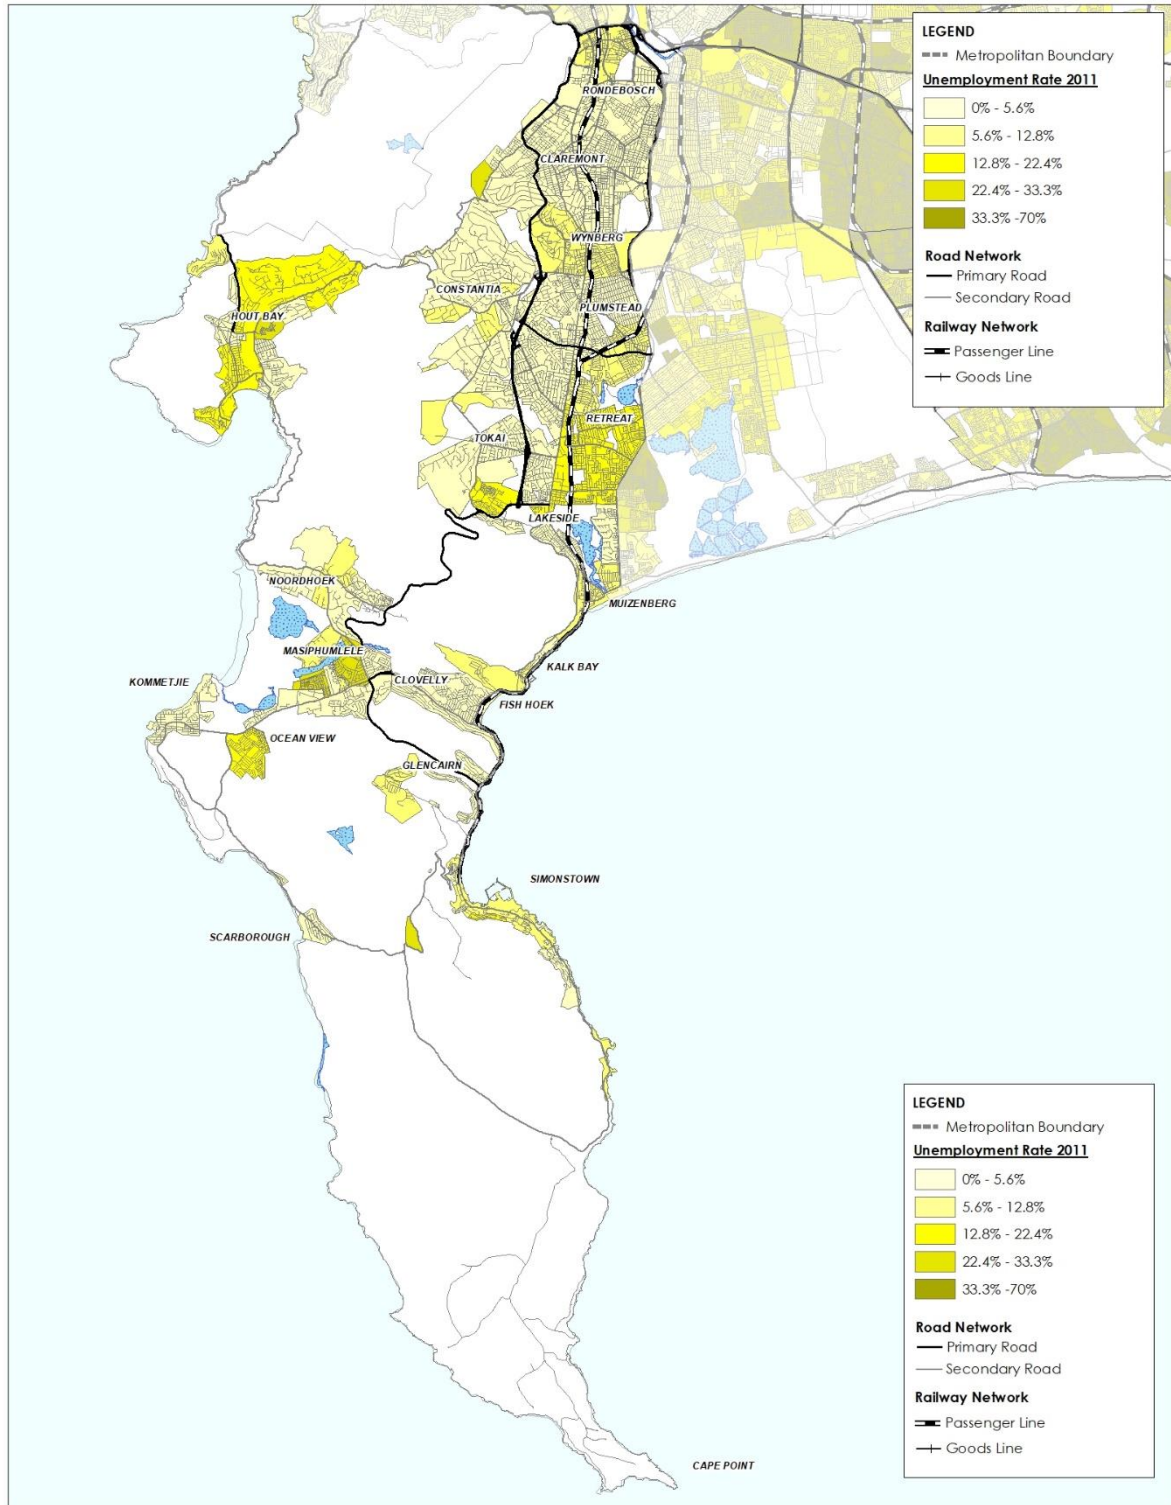 LEGEND
Metropolitan Boundary
Unemployment Rate 2011
0% - 5.6%
5.6% - 12.8%
12.8% - 22.4%
22.4% - 33.3%
33.3% -70%
Road Network
Primary Road
Secondary Road
Railway Network
Passenger Line
Goods Line
RONDEBOSCH
CLAREMONT
WYNBERG
CONSTANTIA
PLUMSTEAD
HOUT BAY
RETREAT
TOKAI
LAKESIDE
NOORDHOEK
MUIZENBERG
MASIPHUMLELE
KALK BAY
CLOVELLY
KOMMETJIE
FISH HOEK
OCEAN VIEW
GLENCAIRN
SIMONSTOWN
SCARBOROUGH
LEGEND
Metropolitan Boundary
Unemployment Rate 2011
0% - 5.6%
5.6% - 12.8%
12.8% - 22.4%
22.4% - 33.3%
33.3% -70%
Road Network
Primary Road
Secondary Road
Railway Network
Passenger Line
Goods Line
CAPE POINT